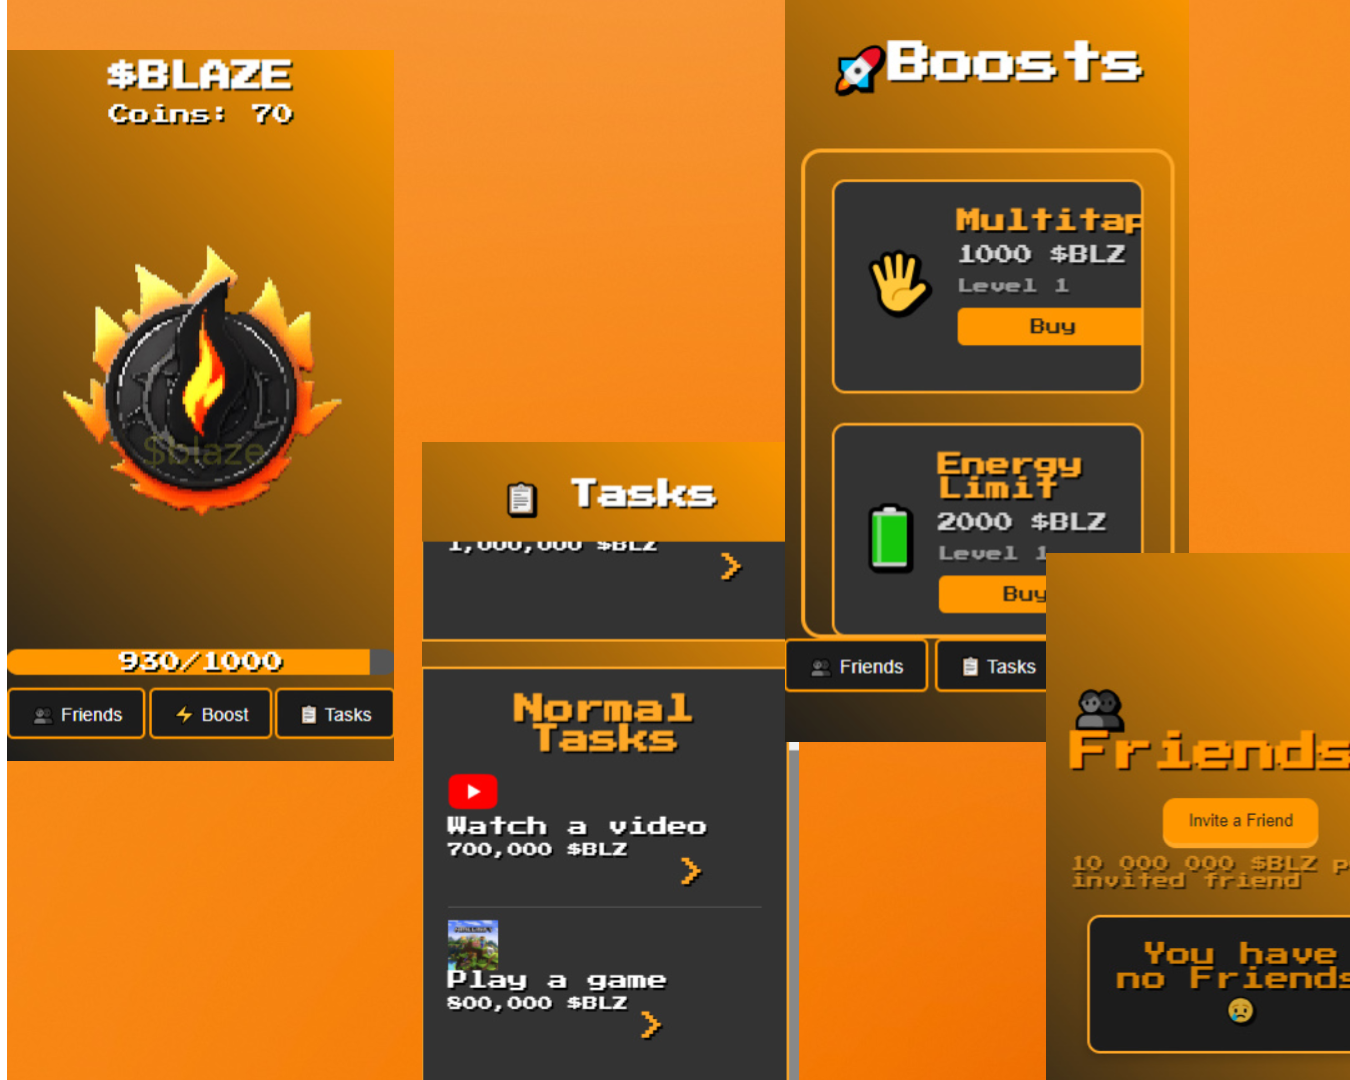 $BLAZE
Coins: 70
$blaze
930/1000
Friends
Boost
Tasks
Tasks
1,000,000 $BLZ
Normal
Tasks
Watch a video
700,000 $BLZ
Play a game
800,000 $BLZ
Boosts
Multitap
1000 $BLZ
Level 1
Buy
Energy
Limit
2000 $BLZ
Level 1
Buy
Friends
Tasks
Friends
Invite a Friend
10 000 000 $BLZ p
invited friend
You have
no Friends